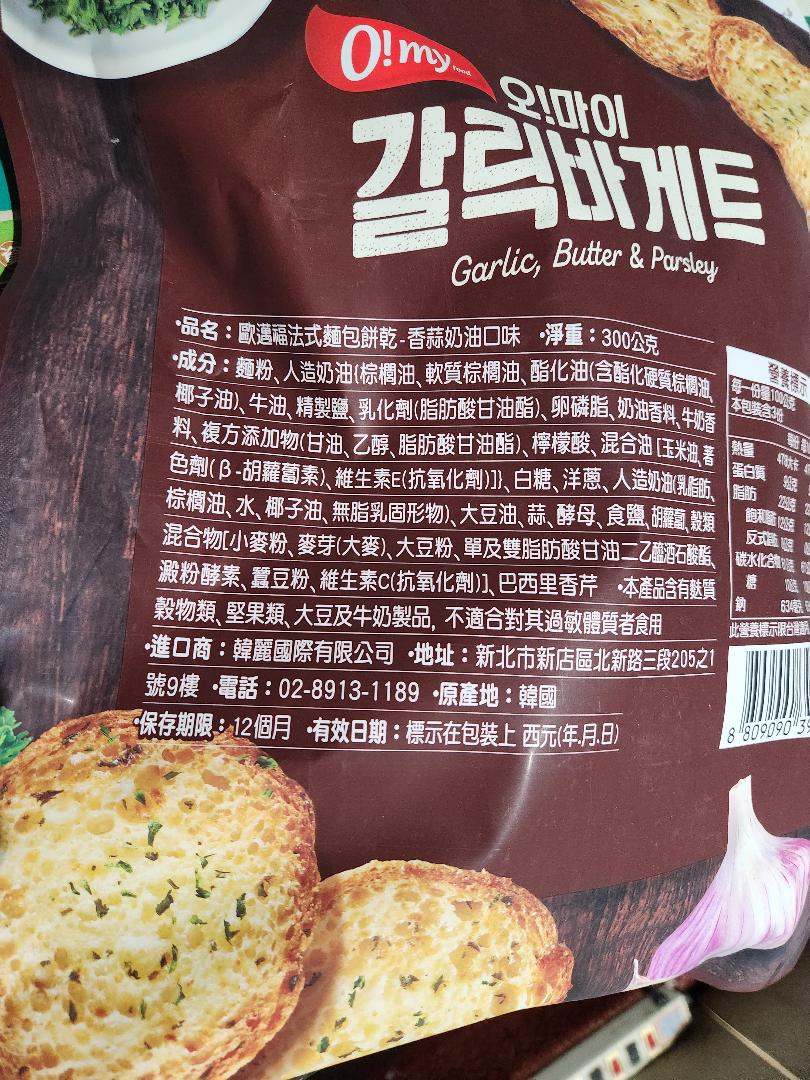 O! my food
오!마이
갈릭바게트
Garlic, Butter & Parsley
•品名：歐邁福法式麵包餅乾-香蒜奶油口味 •淨重：300公克
•成分：麵粉、人造奶油{棕櫚油、軟質棕櫚油、酯化油(含酯化硬質棕櫚油、
椰子油)、牛油、精製鹽、乳化劑(脂肪酸甘油酯)、卵磷脂、奶油香料、牛奶香
料、複方添加物(甘油、乙醇、脂肪酸甘油酯)、檸檬酸、混合油[玉米油、著
色劑(β-胡蘿蔔素)、維生素E(抗氧化劑)]}、白糖、洋蔥、人造奶油(乳脂肪、
棕櫚油、水、椰子油、無脂乳固形物)、大豆油、蒜、酵母、食鹽、胡蘿蔔、穀類
混合物[小麥粉、麥芽(大麥)、大豆粉、單及雙脂肪酸甘油二乙醯酒石酸酯、
澱粉酵素、蠶豆粉、維生素C(抗氧化劑)]、巴西里香芹 •本產品含有麩質
穀物類、堅果類、大豆及牛奶製品, 不適合對其過敏體質者食用
•進口商：韓麗國際有限公司 •地址：新北市新店區北新路三段205之1
號9樓 •電話：02-8913-1189 •原產地：韓國
•保存期限：12個月 •有效日期：標示在包裝上 西元(年.月.日)
營養標示
每一份量100公克
本包裝含3份
熱量
蛋白質
脂肪
飽和脂肪
反式脂肪
碳水化合物
糖
鈉
此營養標示限台灣
8 809090